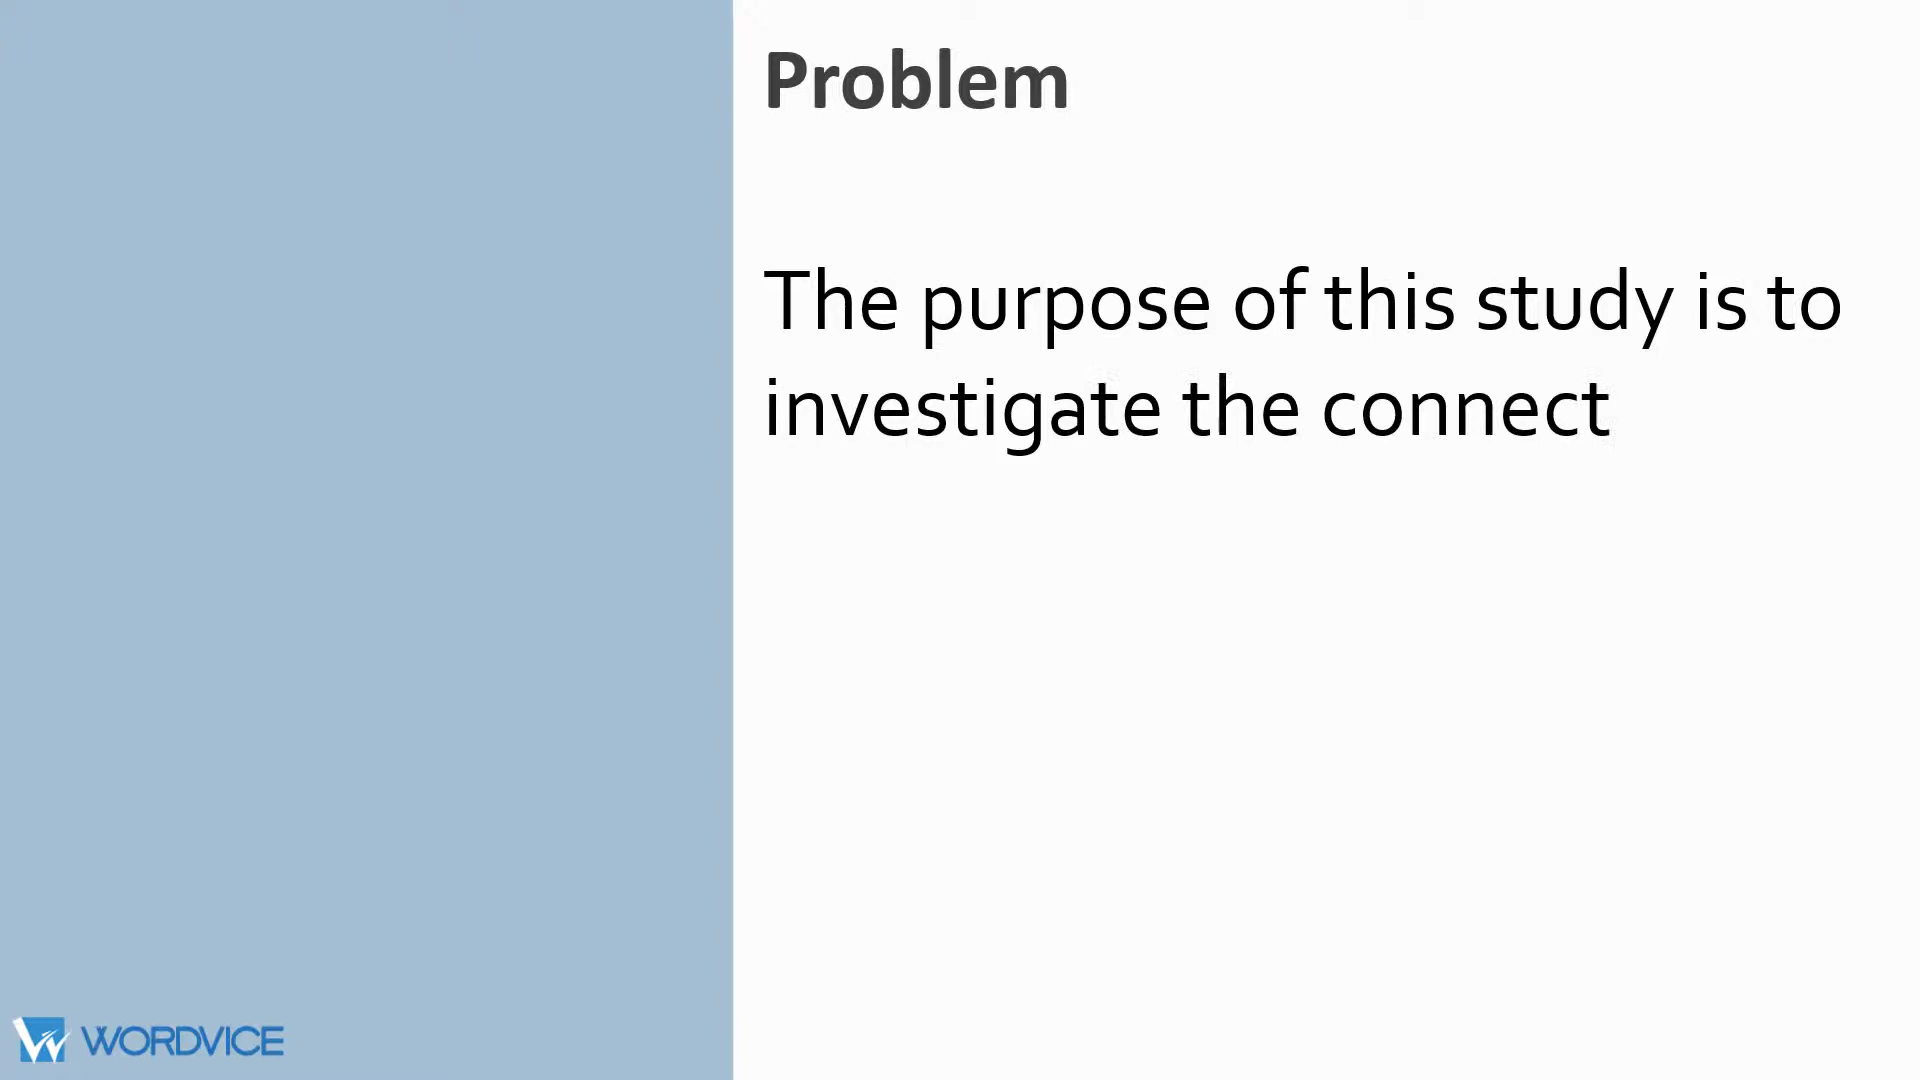 Problem
The purpose of this study is to
investigate the connect
WORDVICE